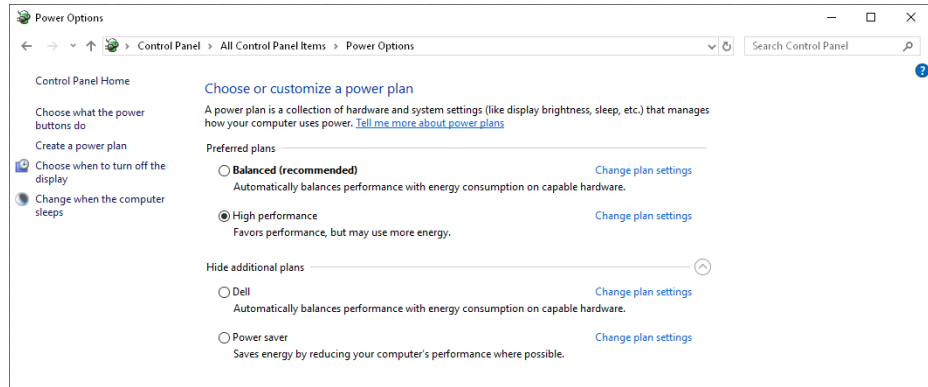 Power Options
Control Panel > All Control Panel Items > Power Options
Search Control Panel
Control Panel Home
Choose what the power
buttons do
Create a power plan
Choose when to turn off the
display
Change when the computer
sleeps
Choose or customize a power plan
A power plan is a collection of hardware and system settings (like display brightness, sleep, etc.) that manages
how your computer uses power. Tell me more about power plans
Preferred plans
Balanced (recommended) Change plan settings
Automatically balances performance with energy consumption on capable hardware.
High performance Change plan settings
Favors performance, but may use more energy.
Hide additional plans
Dell Change plan settings
Automatically balances performance with energy consumption on capable hardware.
Power saver Change plan settings
Saves energy by reducing your computer's performance where possible.